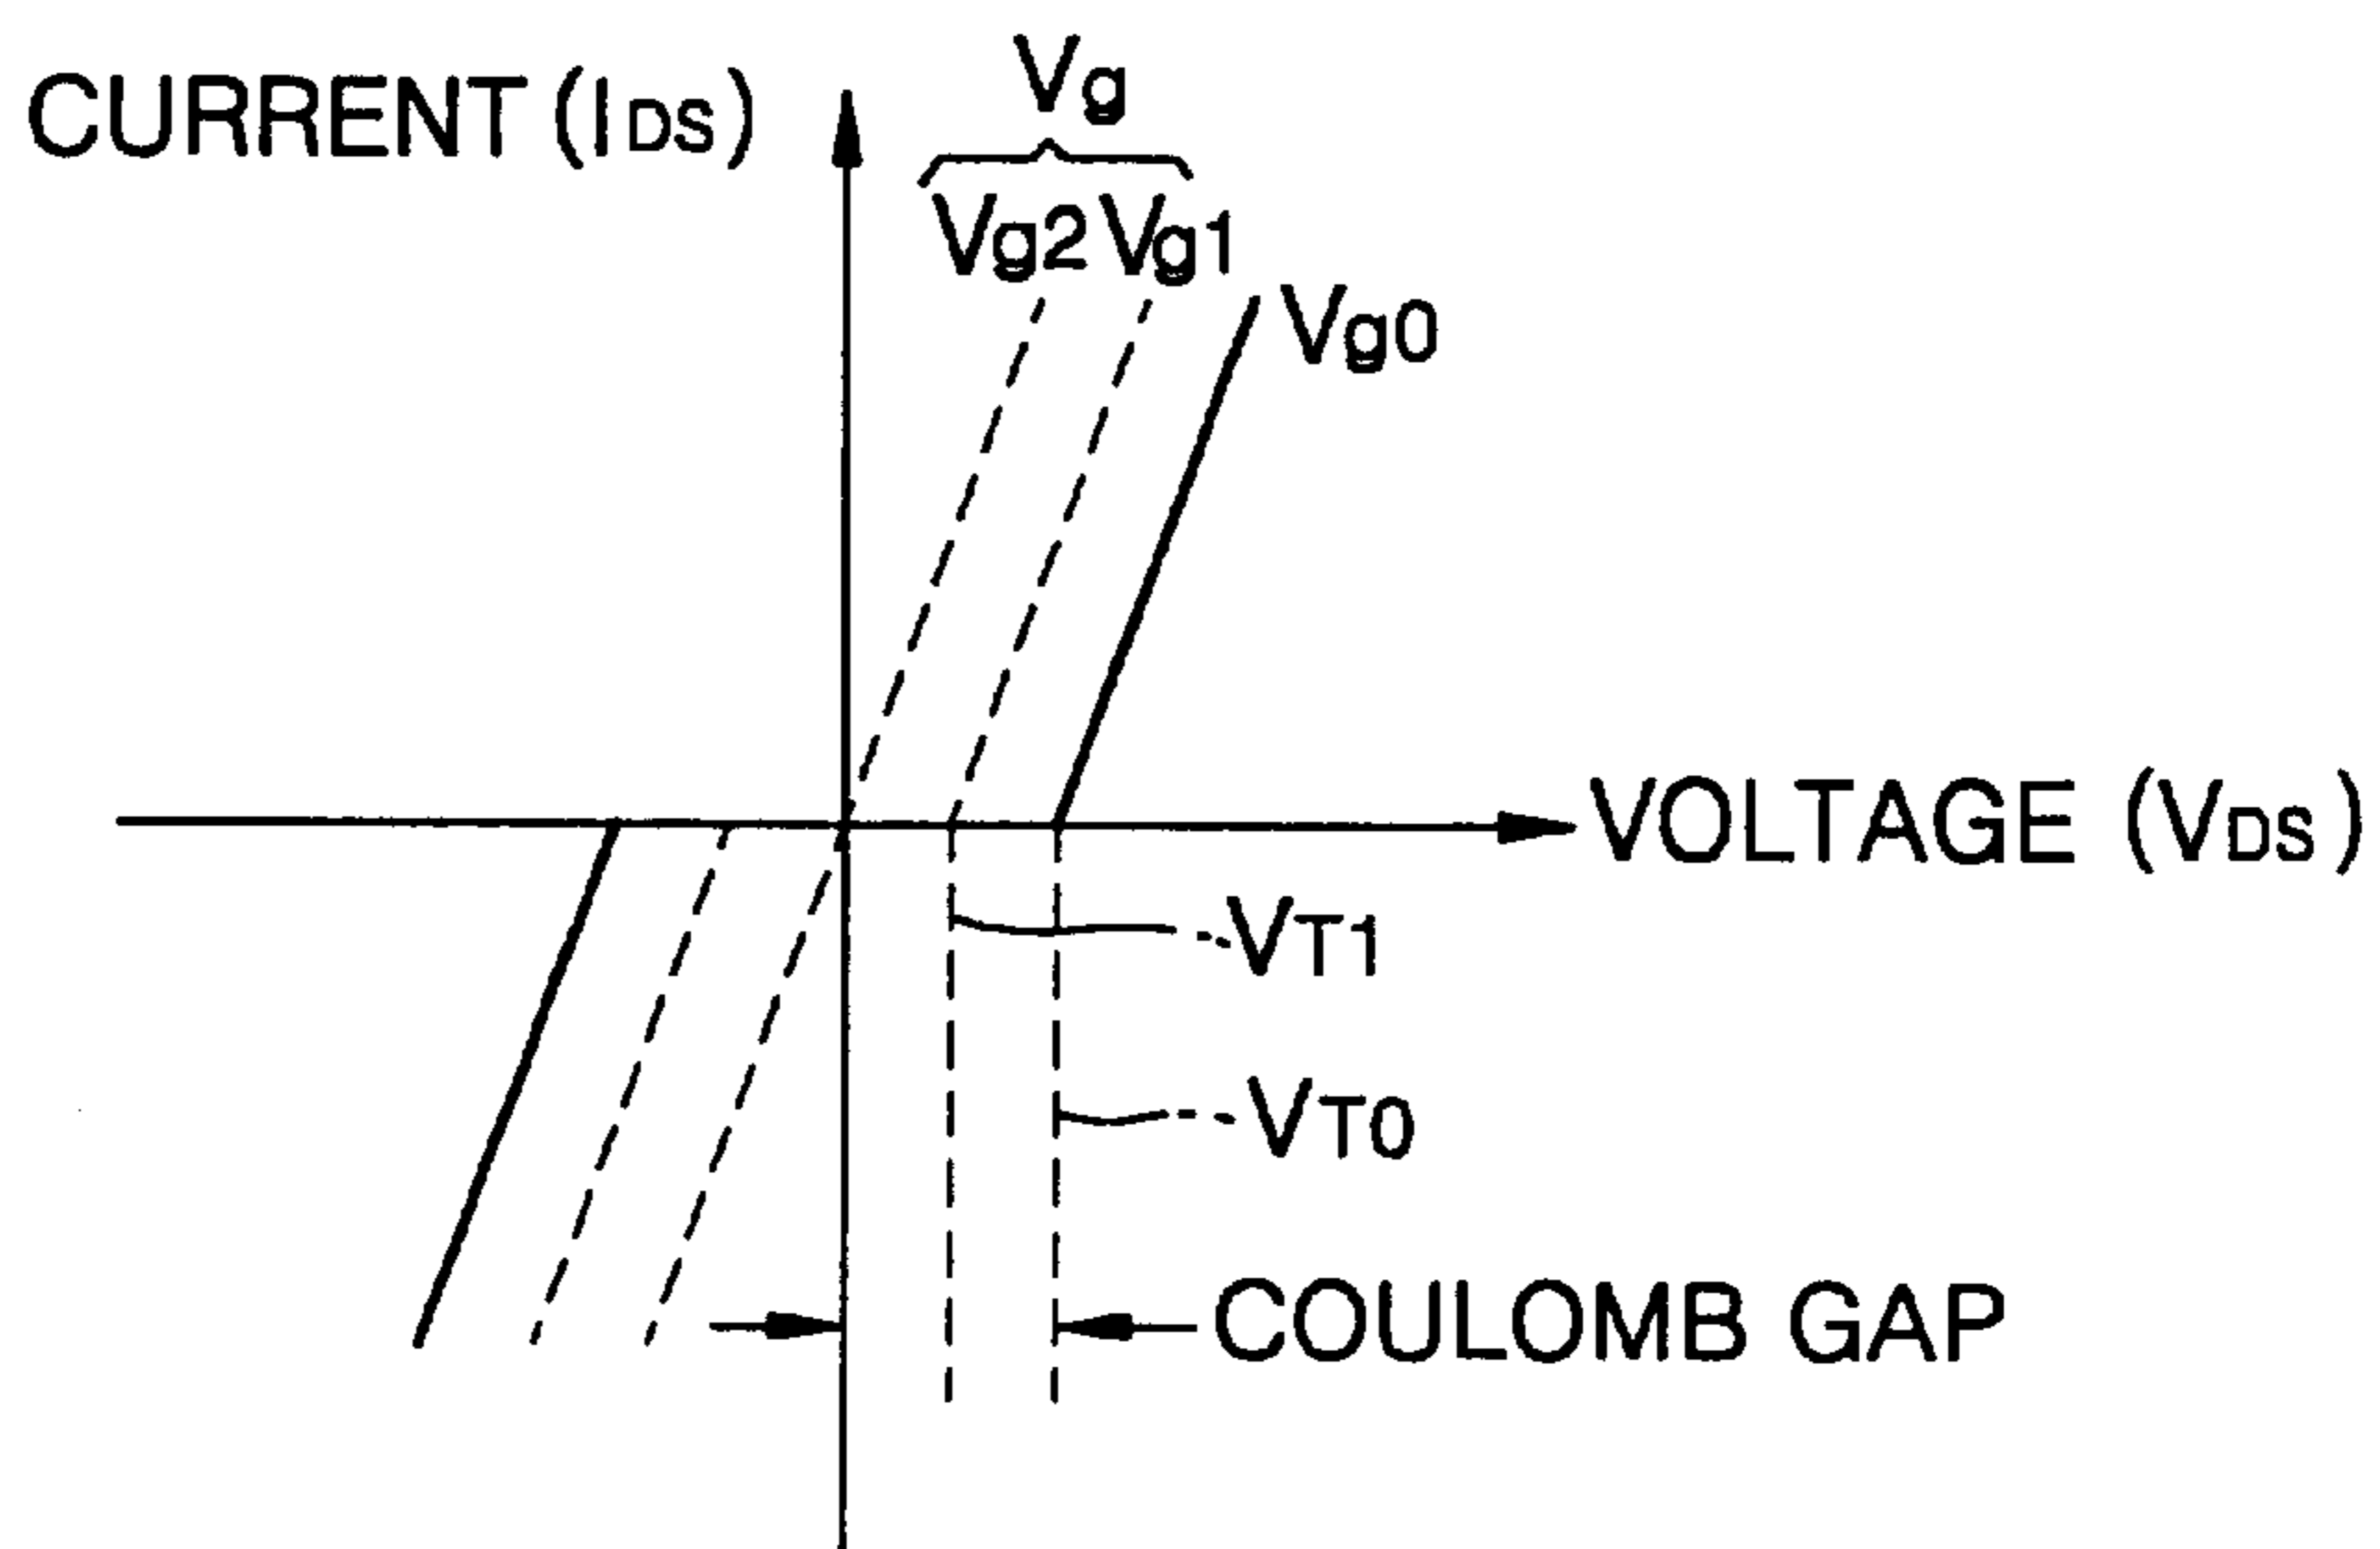 Vg
CURRENT (IDS)
Vg2 Vg1
Vg0
VOLTAGE (VDS)
VT1
VT0
COULOMB GAP